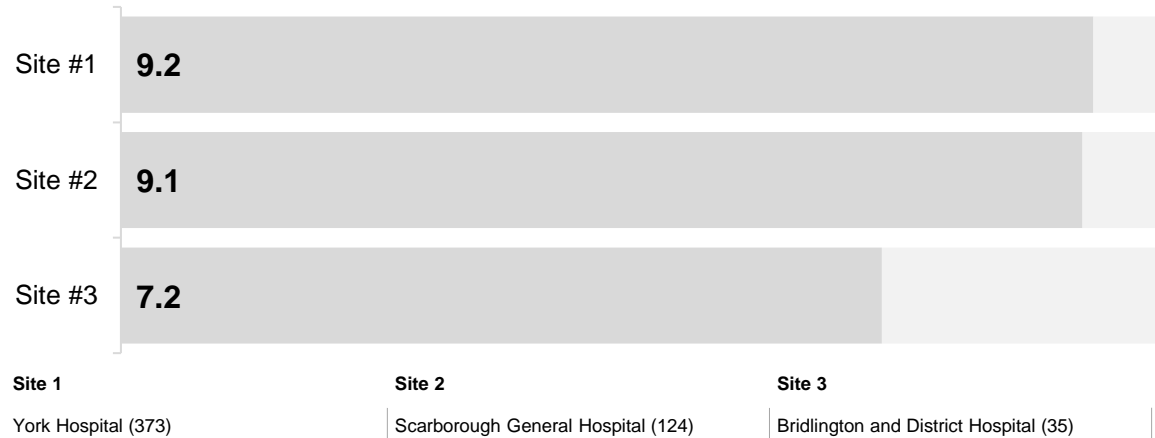 Site #1
9.2
Site #2
9.1
Site #3
7.2
Site 1
Site 2
Site 3
York Hospital (373)
Scarborough General Hospital (124)
Bridlington and District Hospital (35)